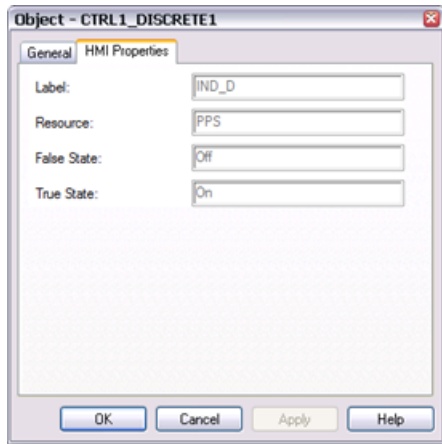 Object - CTRL1_DISCRETE1
General HMI Properties
Label: IND_D
Resource: PPS
False State: Off
True State: On
OK Cancel Apply Help